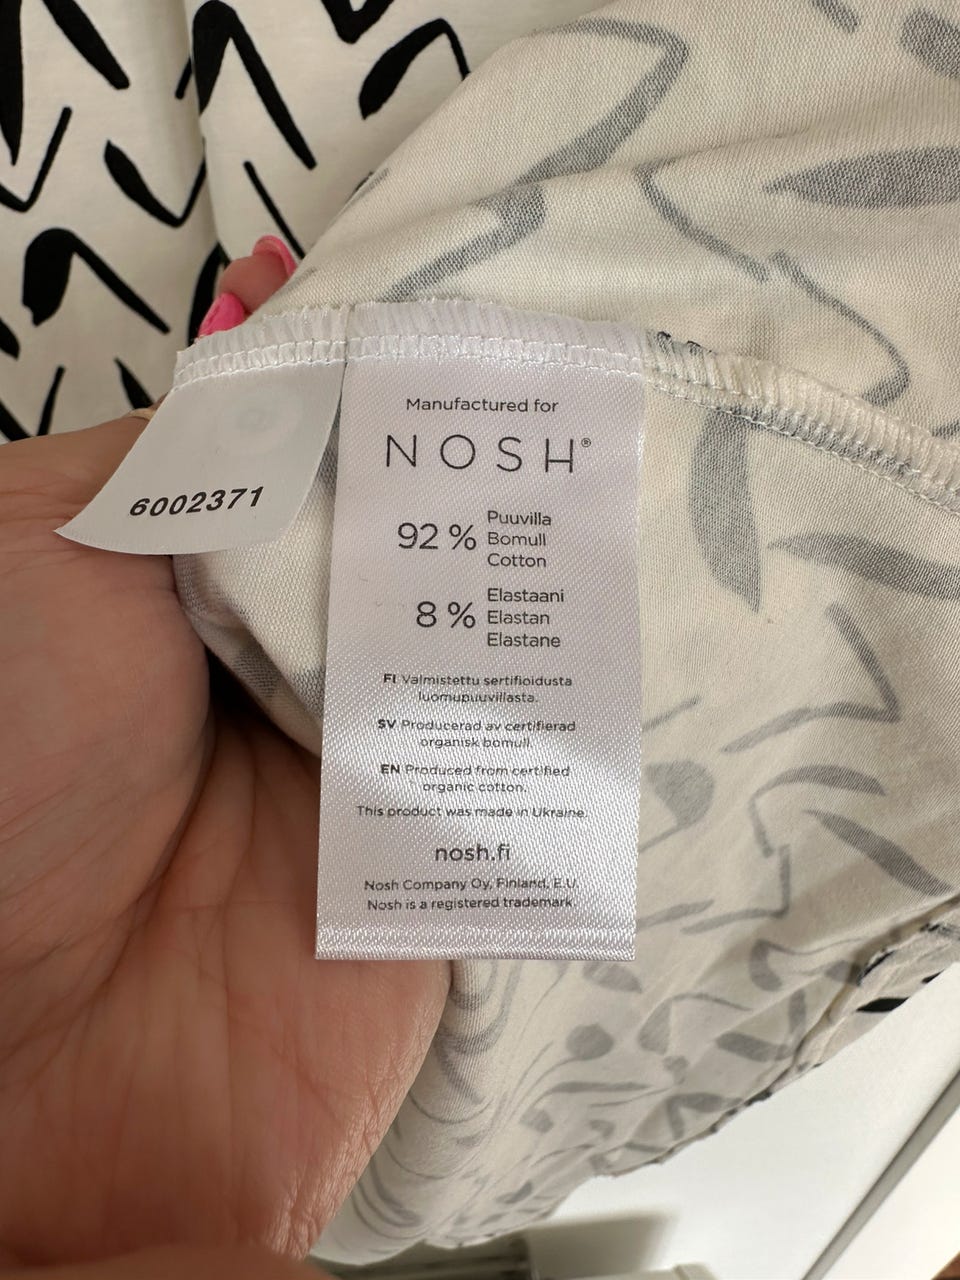 6002371
Manufactured for
NOSH®
92 % Puuvilla
Bomull
Cotton
8 % Elastaani
Elastan
Elastane
FI Valmistettu sertifioidusta
luomupuuvillasta.
SV Producerad av certifierad
organisk bomull.
EN Produced from certified
organic cotton.
This product was made in Ukraine.
nosh.fi
Nosh Company Oy, Finland, E.U.
Nosh is a registered trademark.